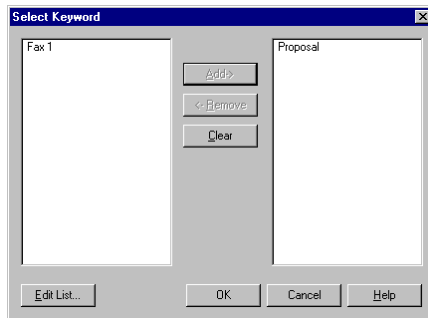 Select Keyword
Fax 1
Proposal
Add->
<- Remove
Clear
Edit List...
OK
Cancel
Help